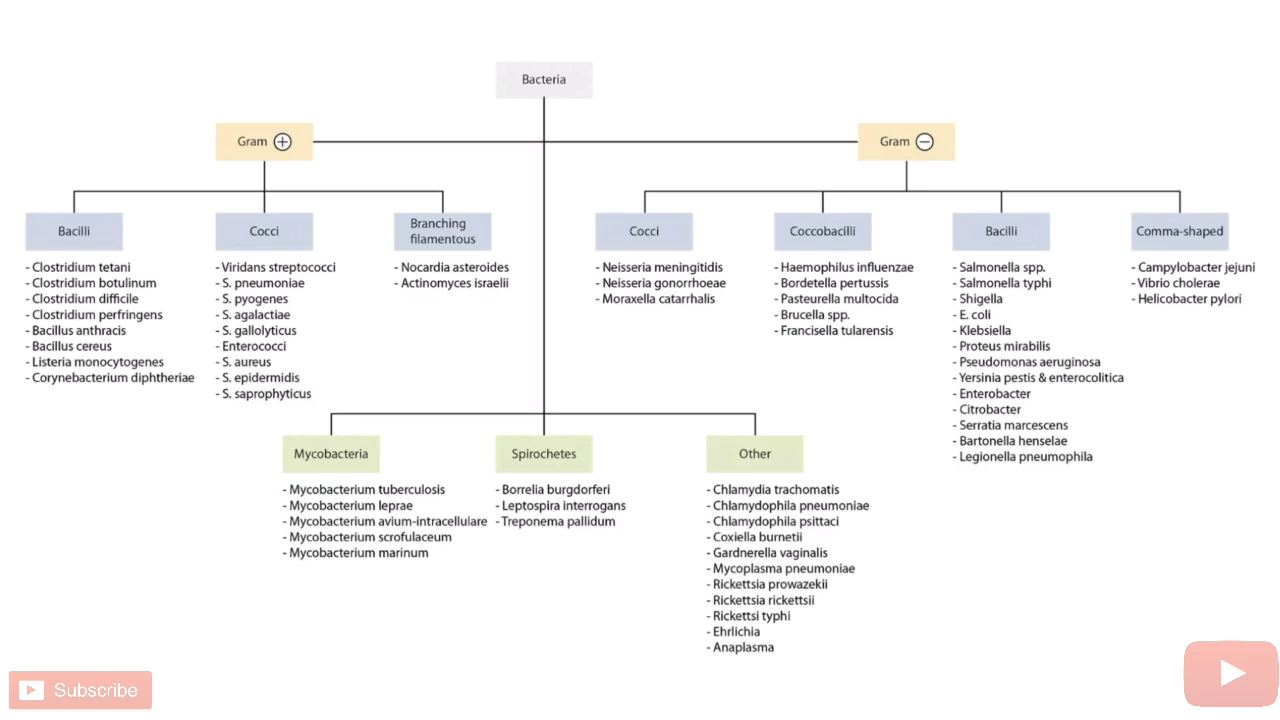 Bacteria
Gram +
Gram −
Bacilli
- Clostridium tetani
- Clostridium botulinum
- Clostridium difficile
- Clostridium perfringens
- Bacillus anthracis
- Bacillus cereus
- Listeria monocytogenes
- Corynebacterium diphtheriae
Cocci
- Viridans streptococci
- S. pneumoniae
- S. pyogenes
- S. agalactiae
- S. gallolyticus
- Enterococci
- S. aureus
- S. epidermidis
- S. saprophyticus
Branching
filamentous
- Nocardia asteroides
- Actinomyces israelii
Cocci
- Neisseria meningitidis
- Neisseria gonorrhoeae
- Moraxella catarrhalis
Coccobacilli
- Haemophilus influenzae
- Bordetella pertussis
- Pasteurella multocida
- Brucella spp.
- Francisella tularensis
Bacilli
- Salmonella spp.
- Salmonella typhi
- Shigella
- E. coli
- Klebsiella
- Proteus mirabilis
- Pseudomonas aeruginosa
- Yersinia pestis & enterocolitica
- Enterobacter
- Citrobacter
- Serratia marcescens
- Bartonella henselae
- Legionella pneumophila
Comma-shaped
- Campylobacter jejuni
- Vibrio cholerae
- Helicobacter pylori
Mycobacteria
- Mycobacterium tuberculosis
- Mycobacterium leprae
- Mycobacterium avium-intracellulare
- Mycobacterium scrofulaceum
- Mycobacterium marinum
Spirochetes
- Borrelia burgdorferi
- Leptospira interrogans
- Treponema pallidum
Other
- Chlamydia trachomatis
- Chlamydophila pneumoniae
- Chlamydophila psittaci
- Coxiella burnetii
- Gardnerella vaginalis
- Mycoplasma pneumoniae
- Rickettsia prowazekii
- Rickettsia rickettsii
- Rickettsi typhi
- Ehrlichia
- Anaplasma
Subscribe